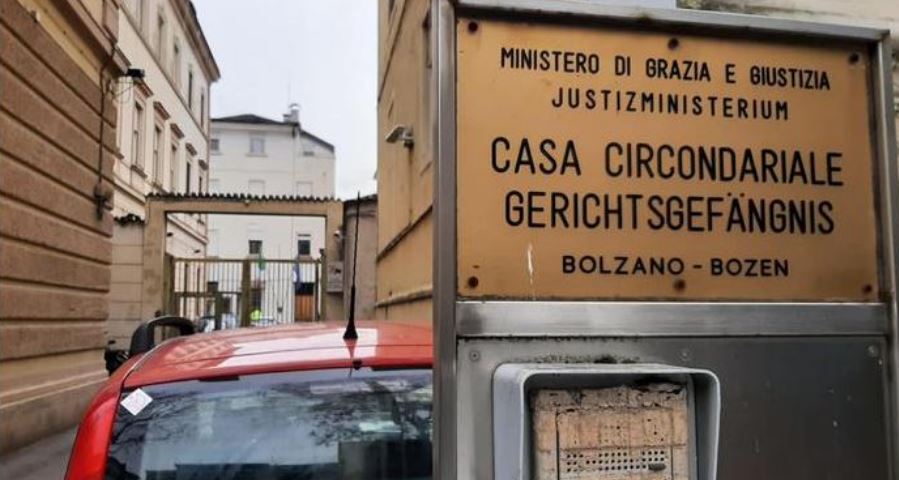 MINISTERO DI GRAZIA E GIUSTIZIA
JUSTIZMINISTERIUM
CASA CIRCONDARIALE
GERICHTSGEFÄNGNIS
BOLZANO - BOZEN